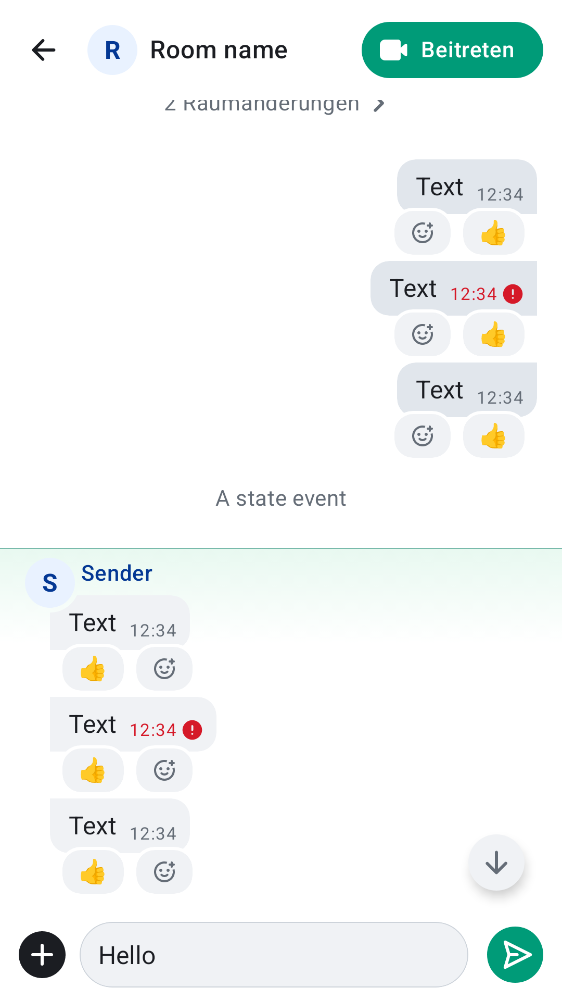 R Room name Beitreten
2 Raumänderungen
Text 12:34
👍
Text 12:34
👍
Text 12:34
👍
A state event
S Sender
Text 12:34
👍
Text 12:34
👍
Text 12:34
👍
Hello